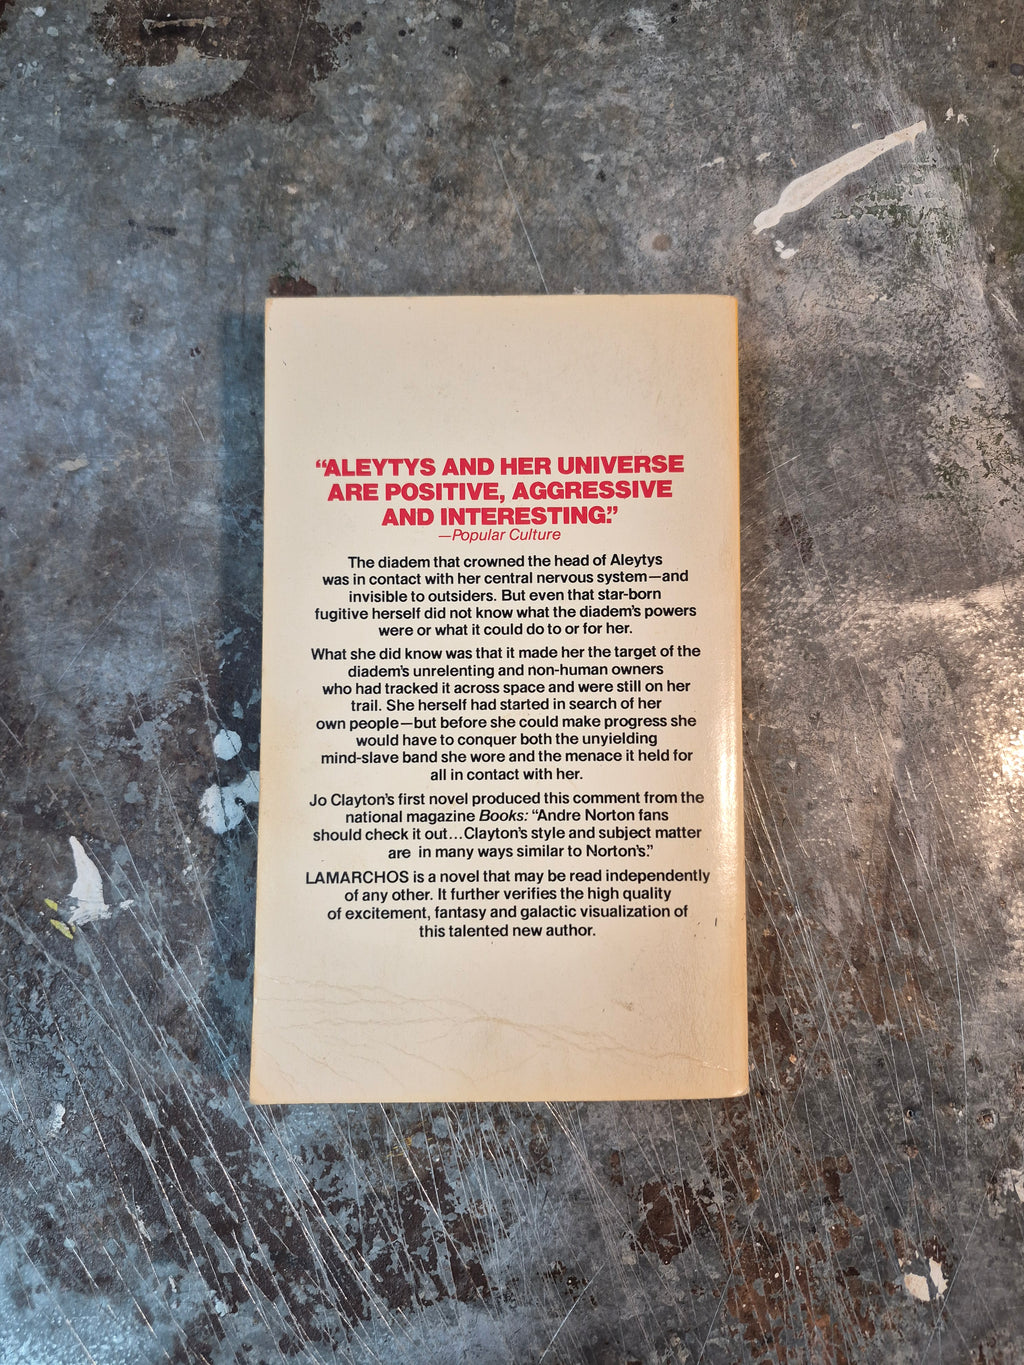 “ALEYTYS AND HER UNIVERSE
ARE POSITIVE, AGGRESSIVE
AND INTERESTING.”
—Popular Culture
The diadem that crowned the head of Aleytys
was in contact with her central nervous system—and
invisible to outsiders. But even that star-born
fugitive herself did not know what the diadem’s powers
were or what it could do to or for her.
What she did know was that it made her the target of the
diadem’s unrelenting and non-human owners
who had tracked it across space and were still on her
trail. She herself had started in search of her
own people—but before she could make progress she
would have to conquer both the unyielding
mind-slave band she wore and the menace it held for
all in contact with her.
Jo Clayton’s first novel produced this comment from the
national magazine Books: “Andre Norton fans
should check it out...Clayton’s style and subject matter
are in many ways similar to Norton’s.”
LAMARCHOS is a novel that may be read independently
of any other. It further verifies the high quality
of excitement, fantasy and galactic visualization of
this talented new author.